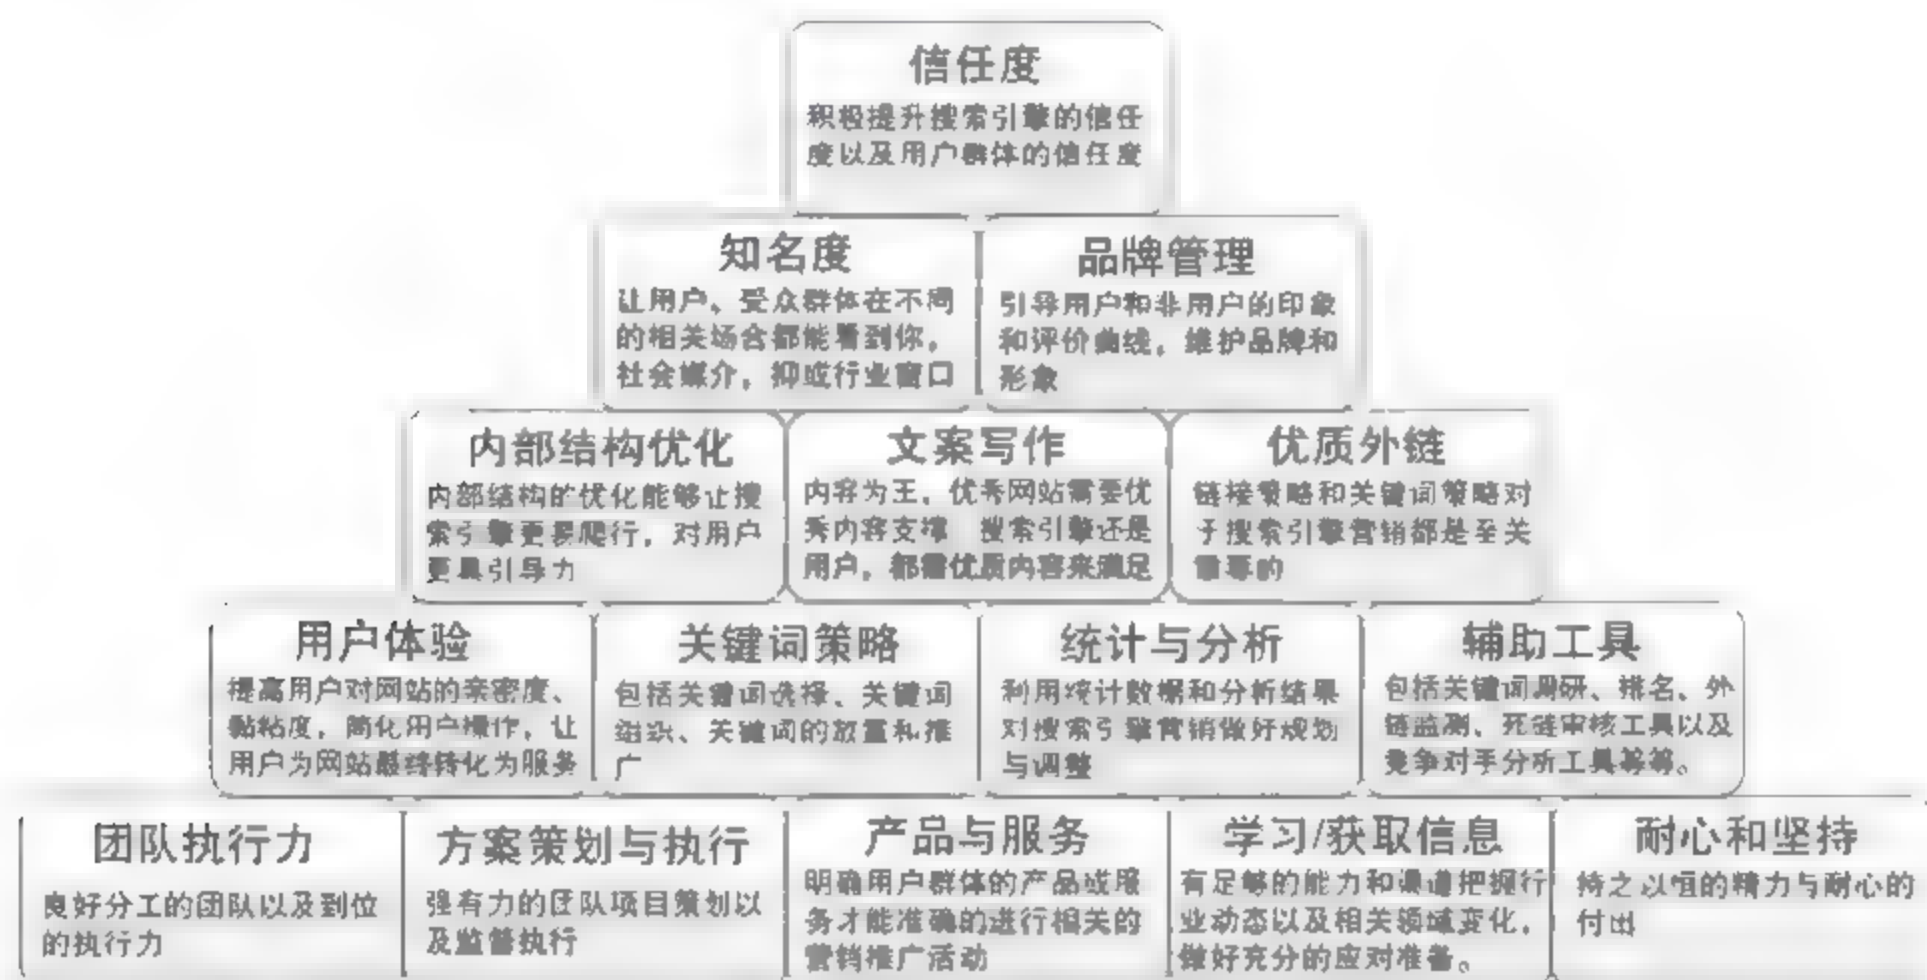 信任度
积极提升搜索引擎的信任
度以及用户群体的信任度
知名度
让用户、受众群体在不同
的相关场合都能看到你,
社会媒介,抑或行业窗口
品牌管理
引导用户和非用户的印象
和评价曲线,维护品牌和
形象
内部结构优化
内部结构的优化能够让搜
索引擎更易爬行,对用户
更具引导力
文案写作
内容为王,优秀网站需要优
秀内容支撑 搜索引擎还是
用户,都需优质内容来满足
优质外链
链接策略和关键词策略对
于搜索引擎营销都是至关
重要的
用户体验
提高用户对网站的亲密度、
黏粘度,简化用户操作,让
用户为网站最终转化为服务
关键词策略
包括关键词选择、关键词
组织、关键词的放置和推
广
统计与分析
利用统计数据和分析结果
对搜索引擎营销做好规划
与调整
辅助工具
包括关键词调研、排名、外
链监测、死链审核工具以及
竞争对手分析工具等等。
团队执行力
良好分工的团队以及到位
的执行力
方案策划与执行
强有力的团队项目策划以
及监督执行
产品与服务
明确用户群体的产品或服
务才能准确的进行相关的
营销推广活动
学习/获取信息
有足够的能力和渠道把握行
业动态以及相关领域变化,
做好充分的应对准备。
耐心和坚持
持之以恒的精力与耐心的
付出